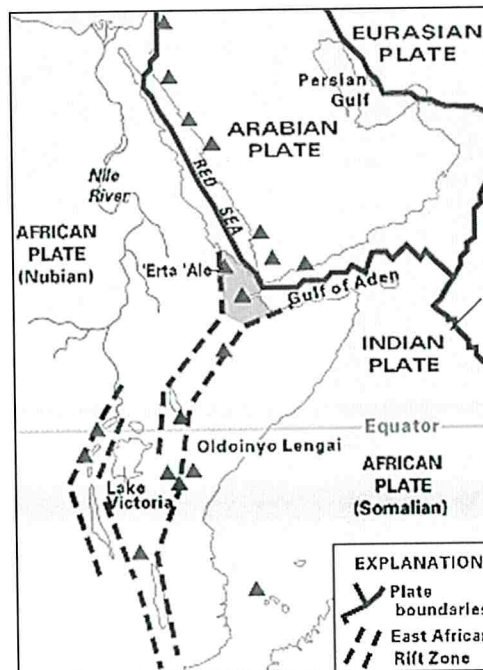 EURASIAN
PLATE
Persian
Gulf
ARABIAN
PLATE
RED
SEA
Nile
River
AFRICAN
PLATE
(Nubian)
'Erta 'Ale
Gulf of Aden
INDIAN
PLATE
Equator
Oldoinyo Lengai
AFRICAN
PLATE
(Somalian)
Lake
Victoria
EXPLANATION
Plate
boundaries
East African
Rift Zone